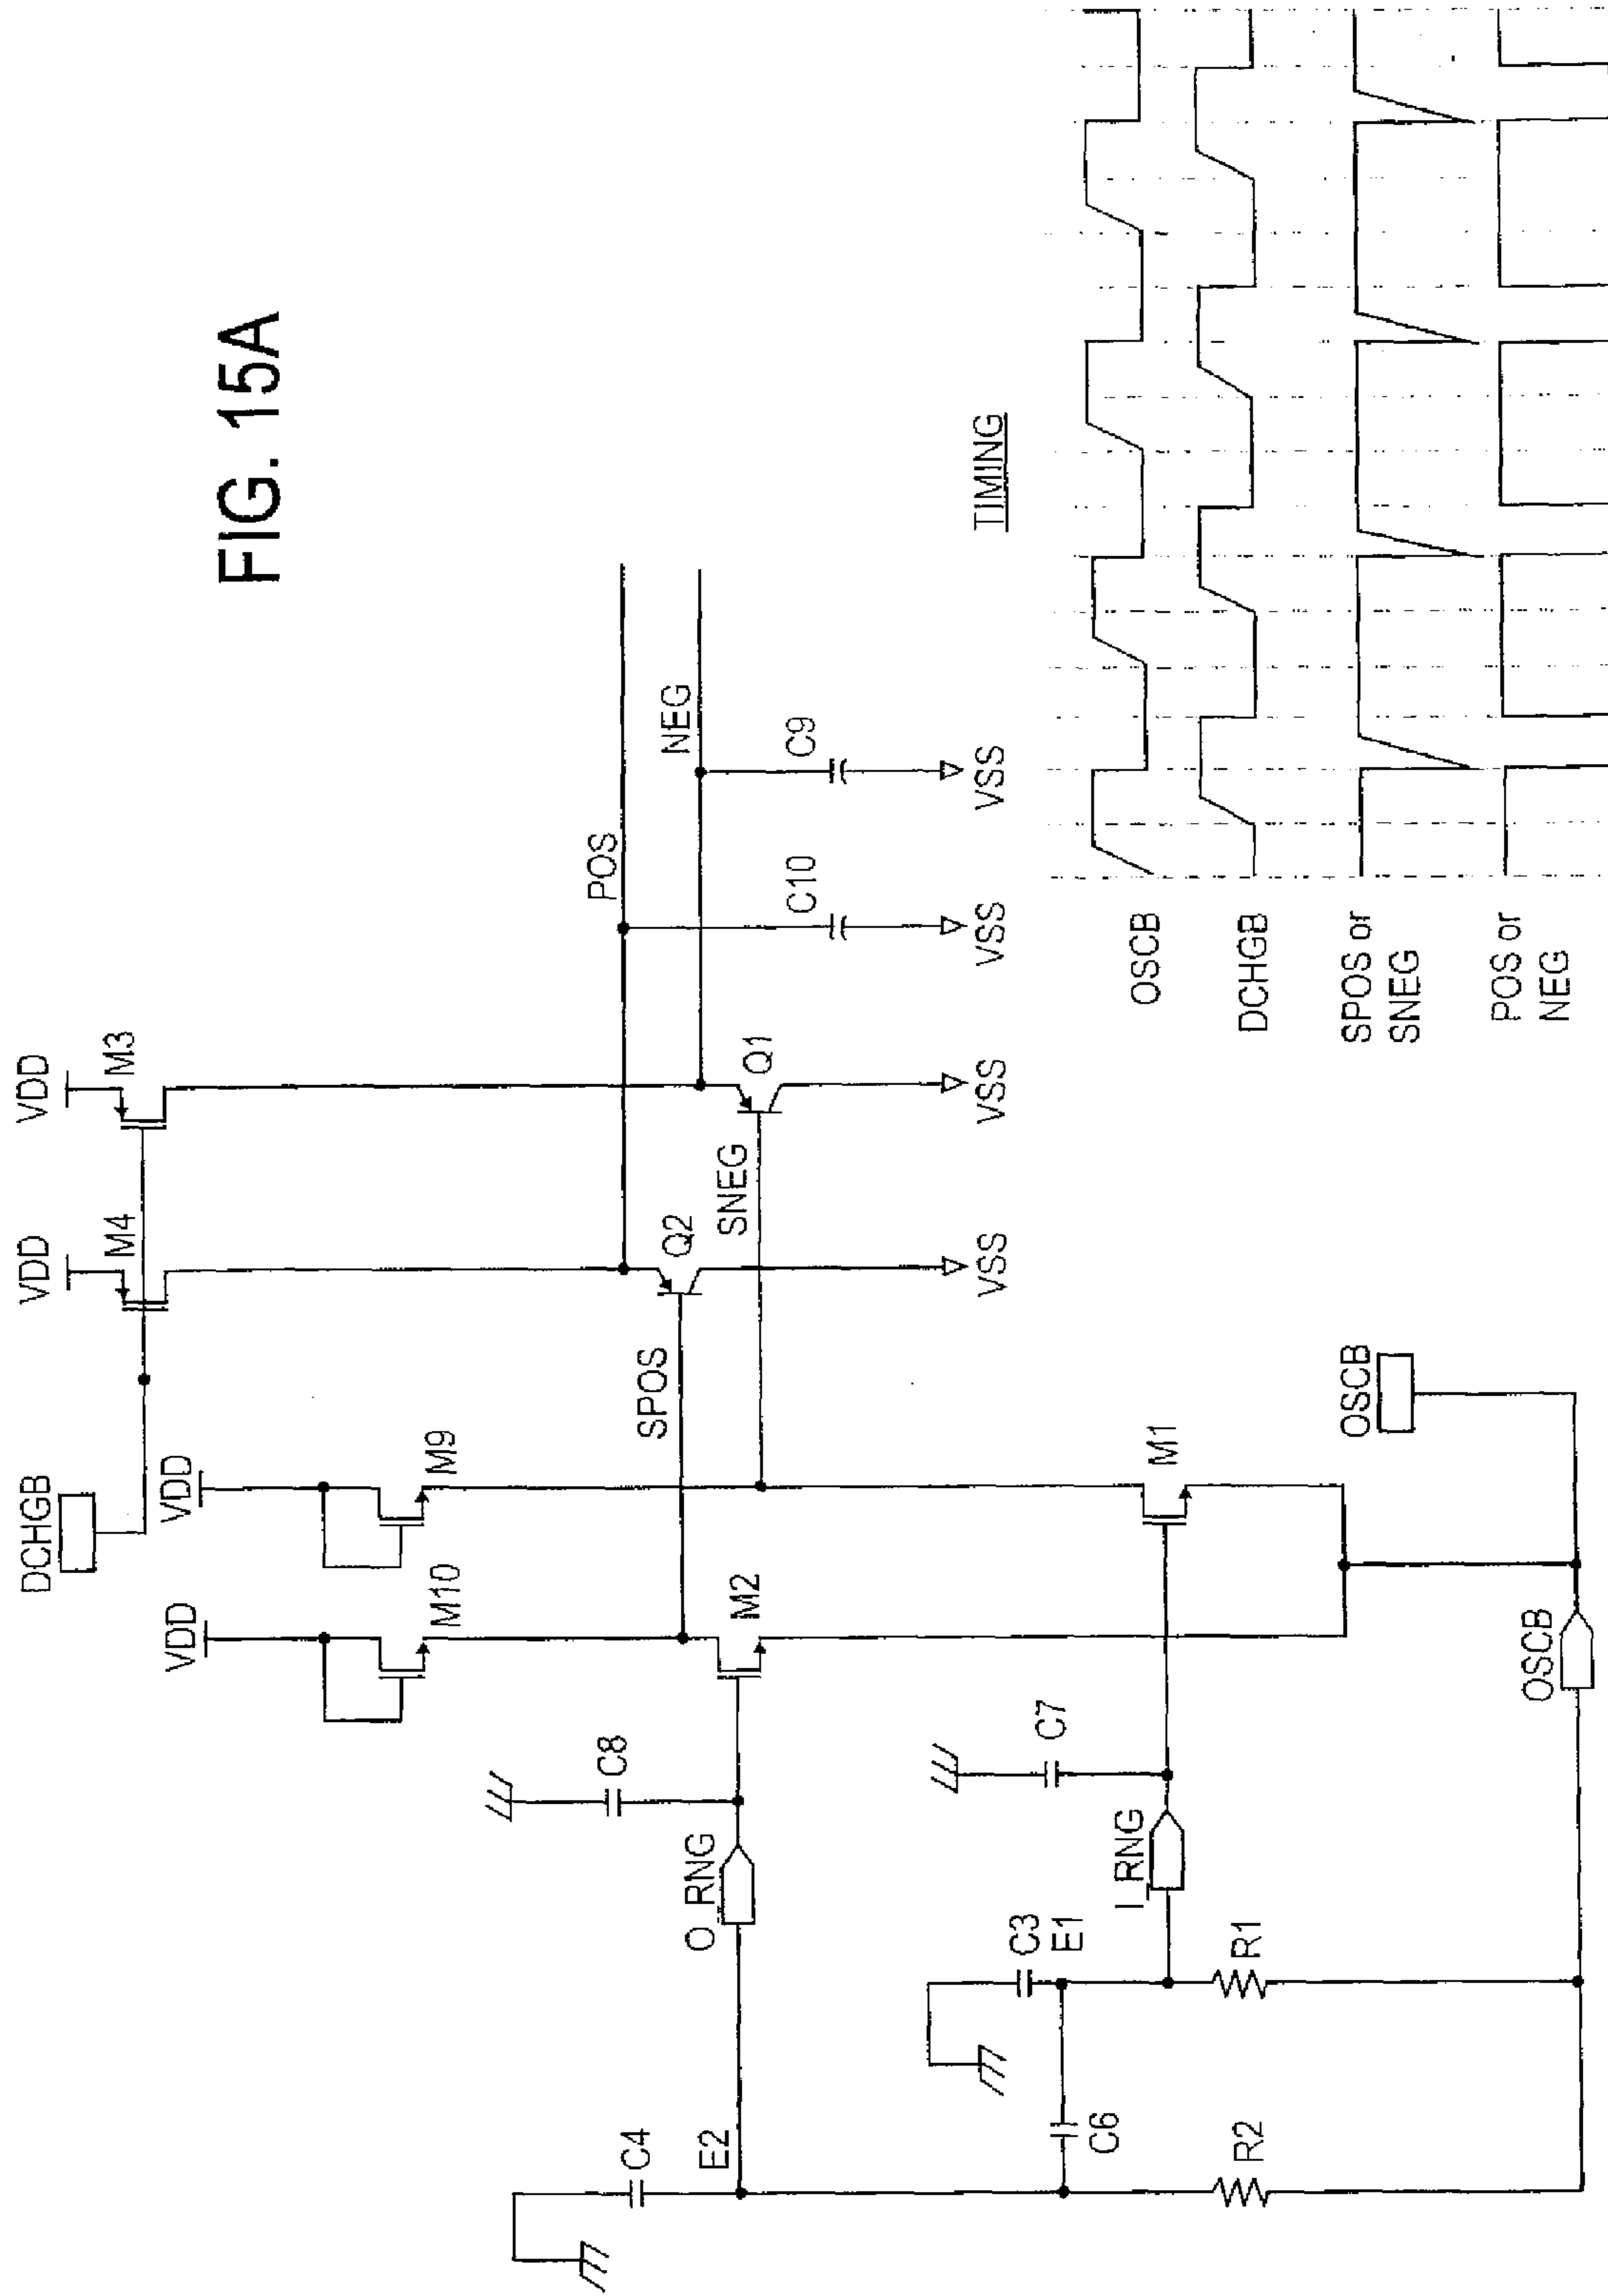 FIG. 15A
DCHGB
VDD
VDD
VDD
VDD
M4
M3
M10
M9
POS
NEG
SPOS
Q2
SNEG
Q1
C10
C9
VSS
VSS
VSS
VSS
C4
E2
O_RNG
C8
M2
C3
E1
C6
I_RNG
C7
M1
R2
R1
OSCB
OSCB
TIMING
OSCB
DCHGB
SPOS or
SNEG
POS or
NEG